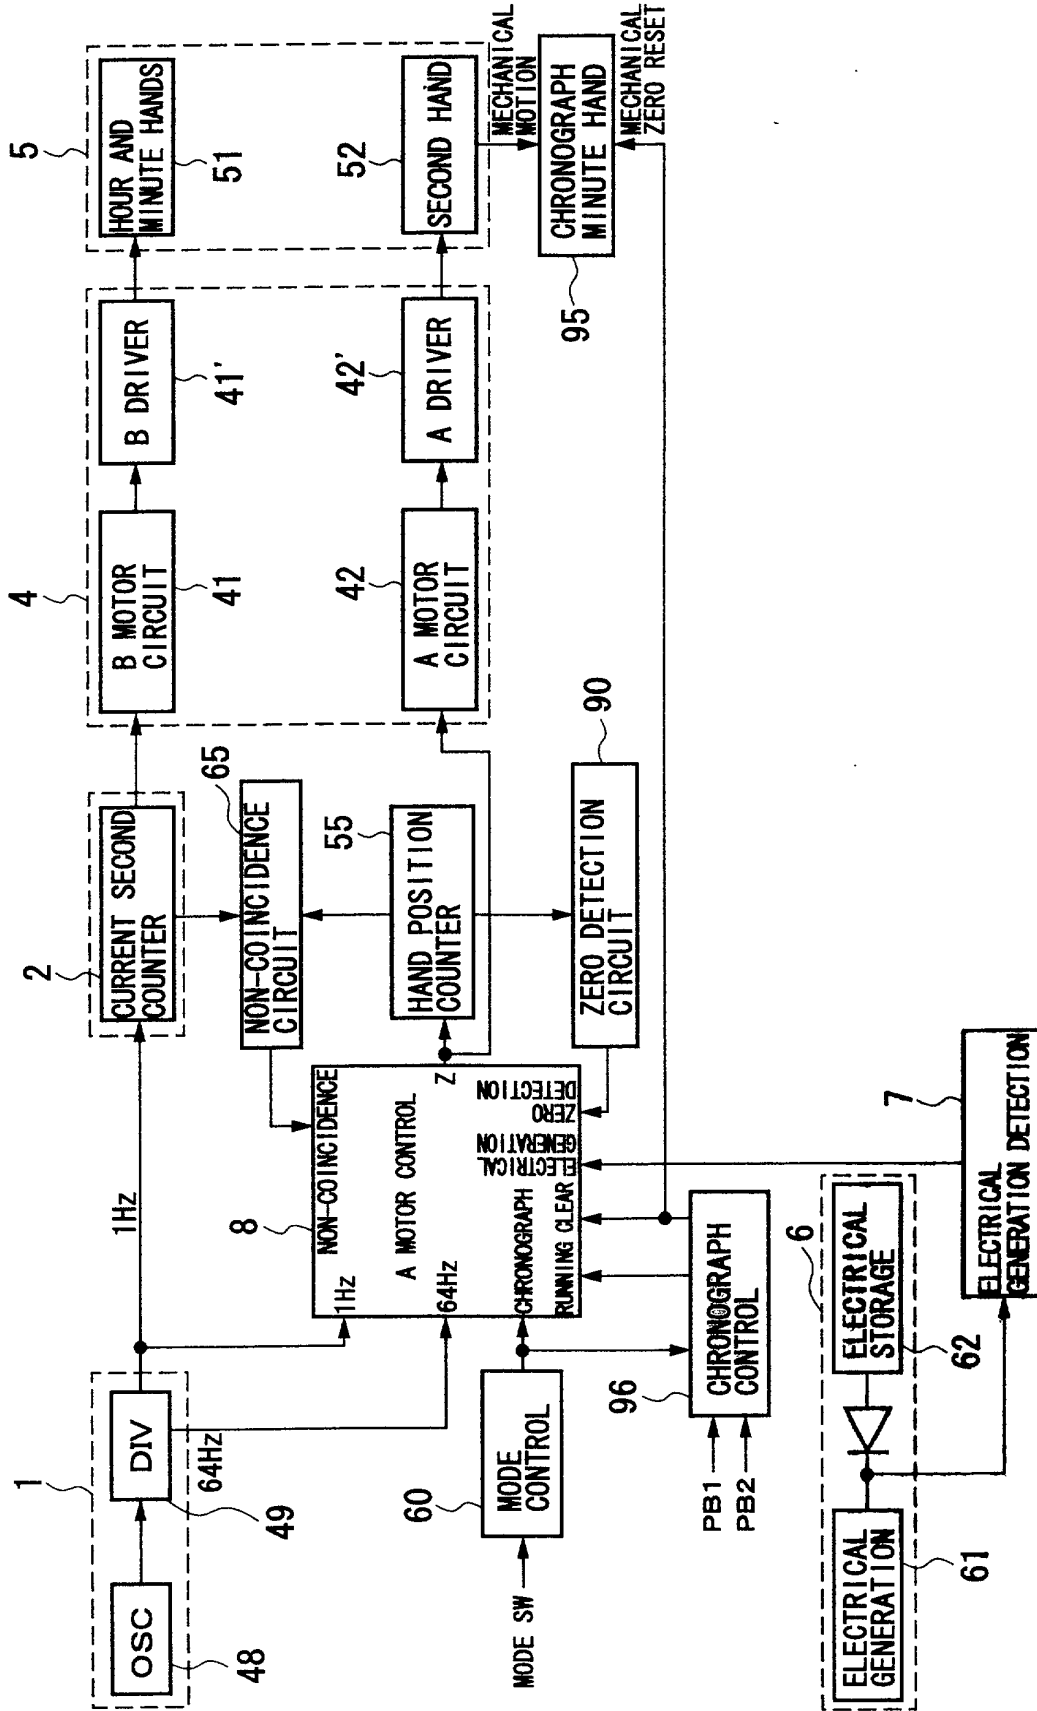 1
OSC
48
DIV
49
64Hz
1Hz
2
CURRENT SECOND
COUNTER
65
NON-COINCIDENCE
CIRCUIT
55
HAND POSITION
COUNTER
90
ZERO DETECTION
CIRCUIT
4
B MOTOR
CIRCUIT
41
B DRIVER
41'
A MOTOR
CIRCUIT
42
A DRIVER
42'
5
HOUR AND
MINUTE HANDS
51
SECOND HAND
52
MECHANICAL
MOTION
CHRONOGRAPH
MINUTE HAND
95
MECHANICAL
ZERO RESET
8
NON-COINCIDENCE
1Hz
A MOTOR CONTROL
64Hz
Z
CHRONOGRAPH
RUNNING CLEAR
ELECTRICAL
GENERATION
ZERO
DETECTION
MODE SW
MODE
CONTROL
60
PB1
PB2
CHRONOGRAPH
CONTROL
96
6
ELECTRICAL
GENERATION
61
ELECTRICAL
STORAGE
62
7
ELECTRICAL
GENERATION DETECTION